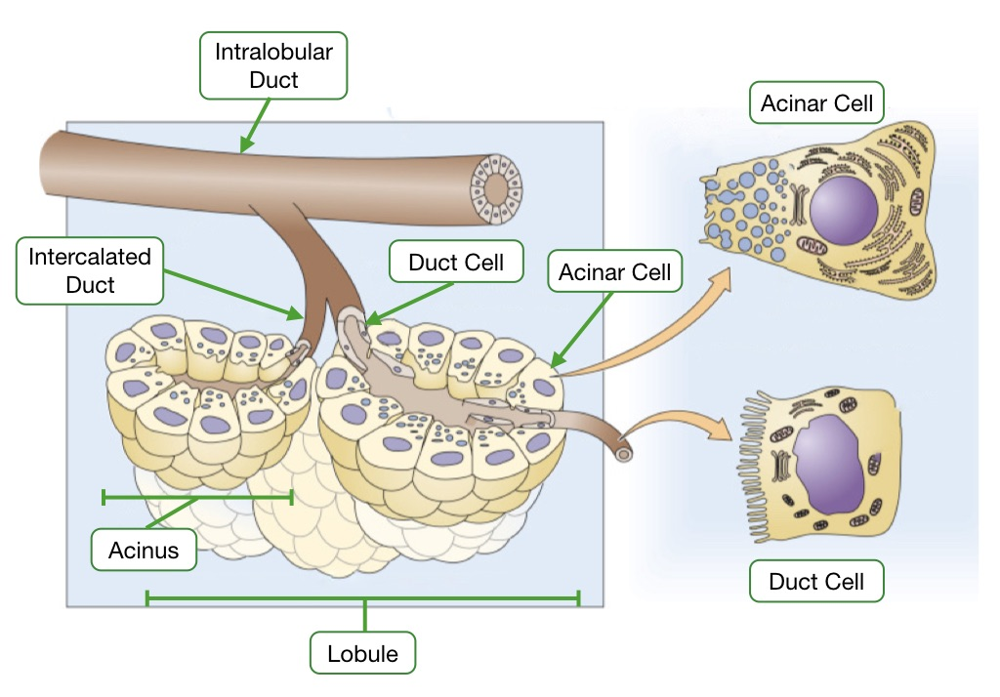 Intralobular
Duct
Acinar Cell
Intercalated
Duct
Duct Cell
Acinar Cell
Acinus
Duct Cell
Lobule